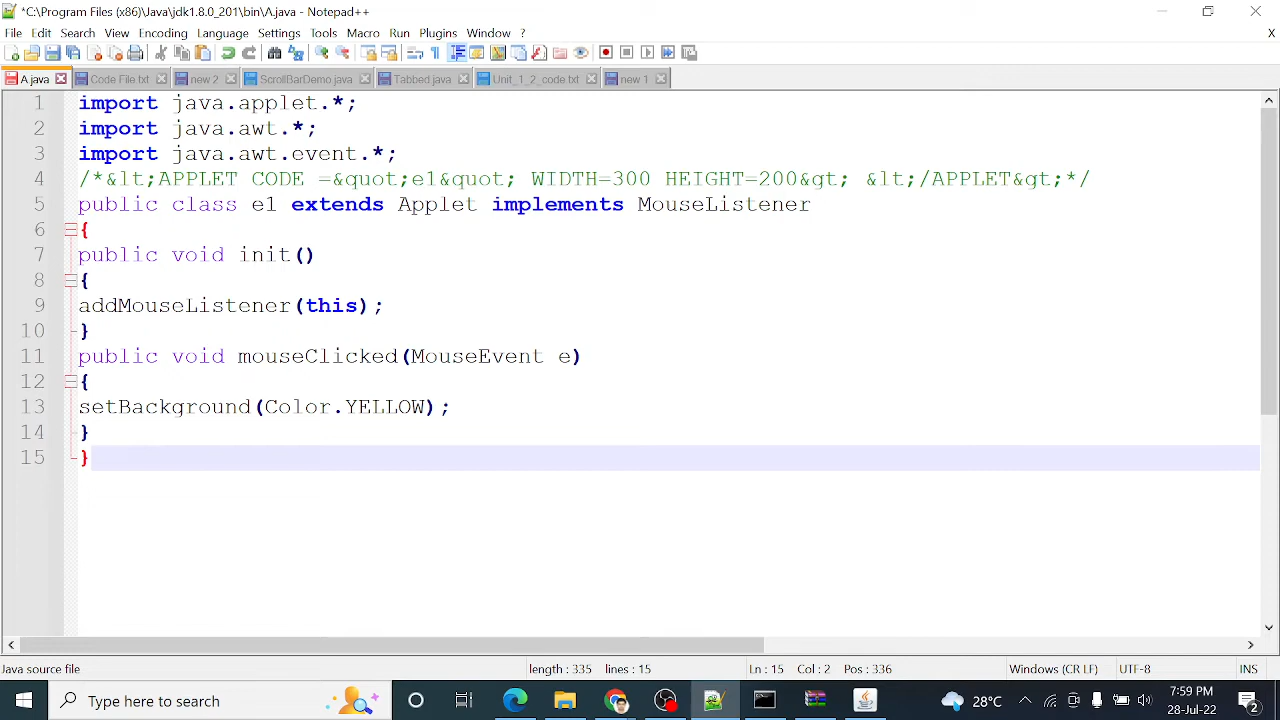 *C:\Program Files (x86)\Java\jdk1.8.0_201\bin\A.java - Notepad++
File Edit Search View Encoding Language Settings Tools Macro Run Plugins Window ? X
A.java Code File.txt new 2 ScrollBarDemo.java Tabbed.java Unit_1_2_code.txt new 1
1 import java.applet.*;
2 import java.awt.*;
3 import java.awt.event.*;
4 /*&lt;APPLET CODE =&quot;e1&quot; WIDTH=300 HEIGHT=200&gt; &lt;/APPLET&gt;*/
5 public class e1 extends Applet implements MouseListener
6 {
7 public void init()
8 {
9 addMouseListener(this);
10 }
11 public void mouseClicked(MouseEvent e)
12 {
13 setBackground(Color.YELLOW);
14 }
15 }
Java source file length : 335 lines : 15 Ln : 15 Col : 2 Pos : 336 Windows (CR LF) UTF-8 INS
Type here to search 28°C 7:59 PM
28-Jul-22 2